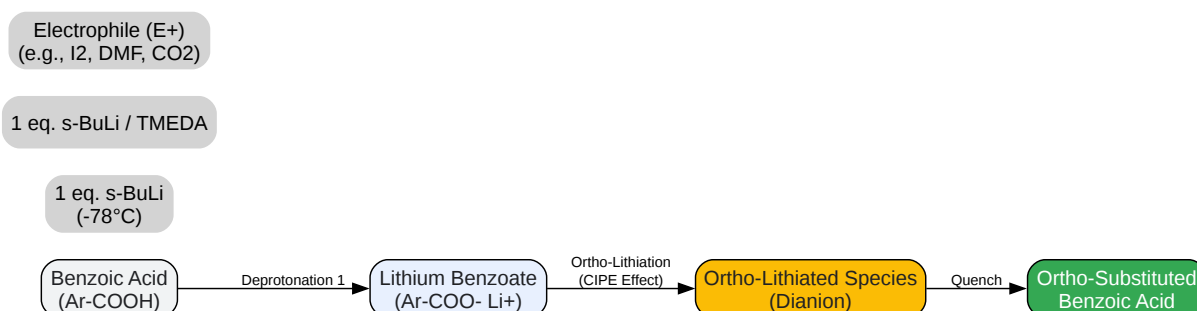 Electrophile (E+)
(e.g., I2, DMF, CO2)
1 eq. s-BuLi / TMEDA
1 eq. s-BuLi
(-78°C)
Benzoic Acid
(Ar-COOH)
Deprotonation 1
Lithium Benzoate
(Ar-COO- Li+)
Ortho-Lithiation
(CIPE Effect)
Ortho-Lithiated Species
(Dianion)
Quench
Ortho-Substituted
Benzoic Acid